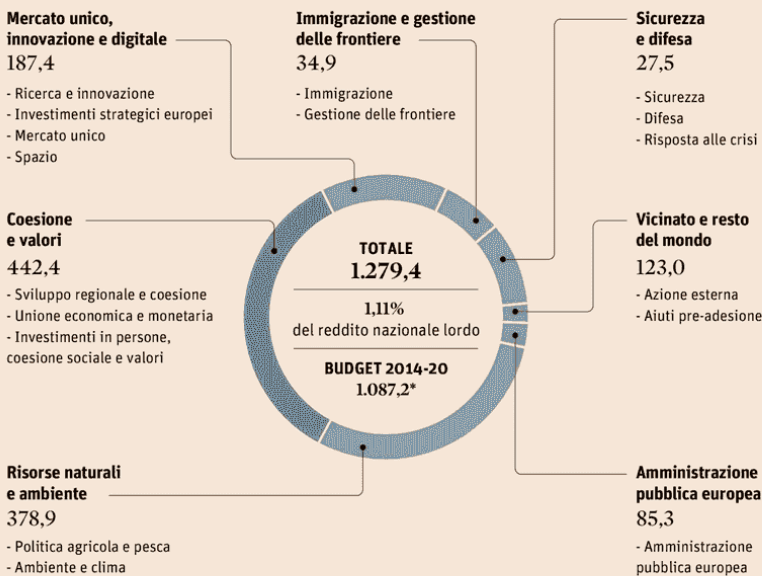 Mercato unico,
innovazione e digitale
187,4
- Ricerca e innovazione
- Investimenti strategici europei
- Mercato unico
- Spazio
Immigrazione e gestione
delle frontiere
34,9
- Immigrazione
- Gestione delle frontiere
Sicurezza
e difesa
27,5
- Sicurezza
- Difesa
- Risposta alle crisi
Coesione
e valori
442,4
- Sviluppo regionale e coesione
- Unione economica e monetaria
- Investimenti in persone,
coesione sociale e valori
TOTALE
1.279,4
1,11%
del reddito nazionale lordo
BUDGET 2014-20
1.087,2*
Vicinato e resto
del mondo
123,0
- Azione esterna
- Aiuti pre-adesione
Risorse naturali
e ambiente
378,9
- Politica agricola e pesca
- Ambiente e clima
Amministrazione
pubblica europea
85,3
- Amministrazione
pubblica europea